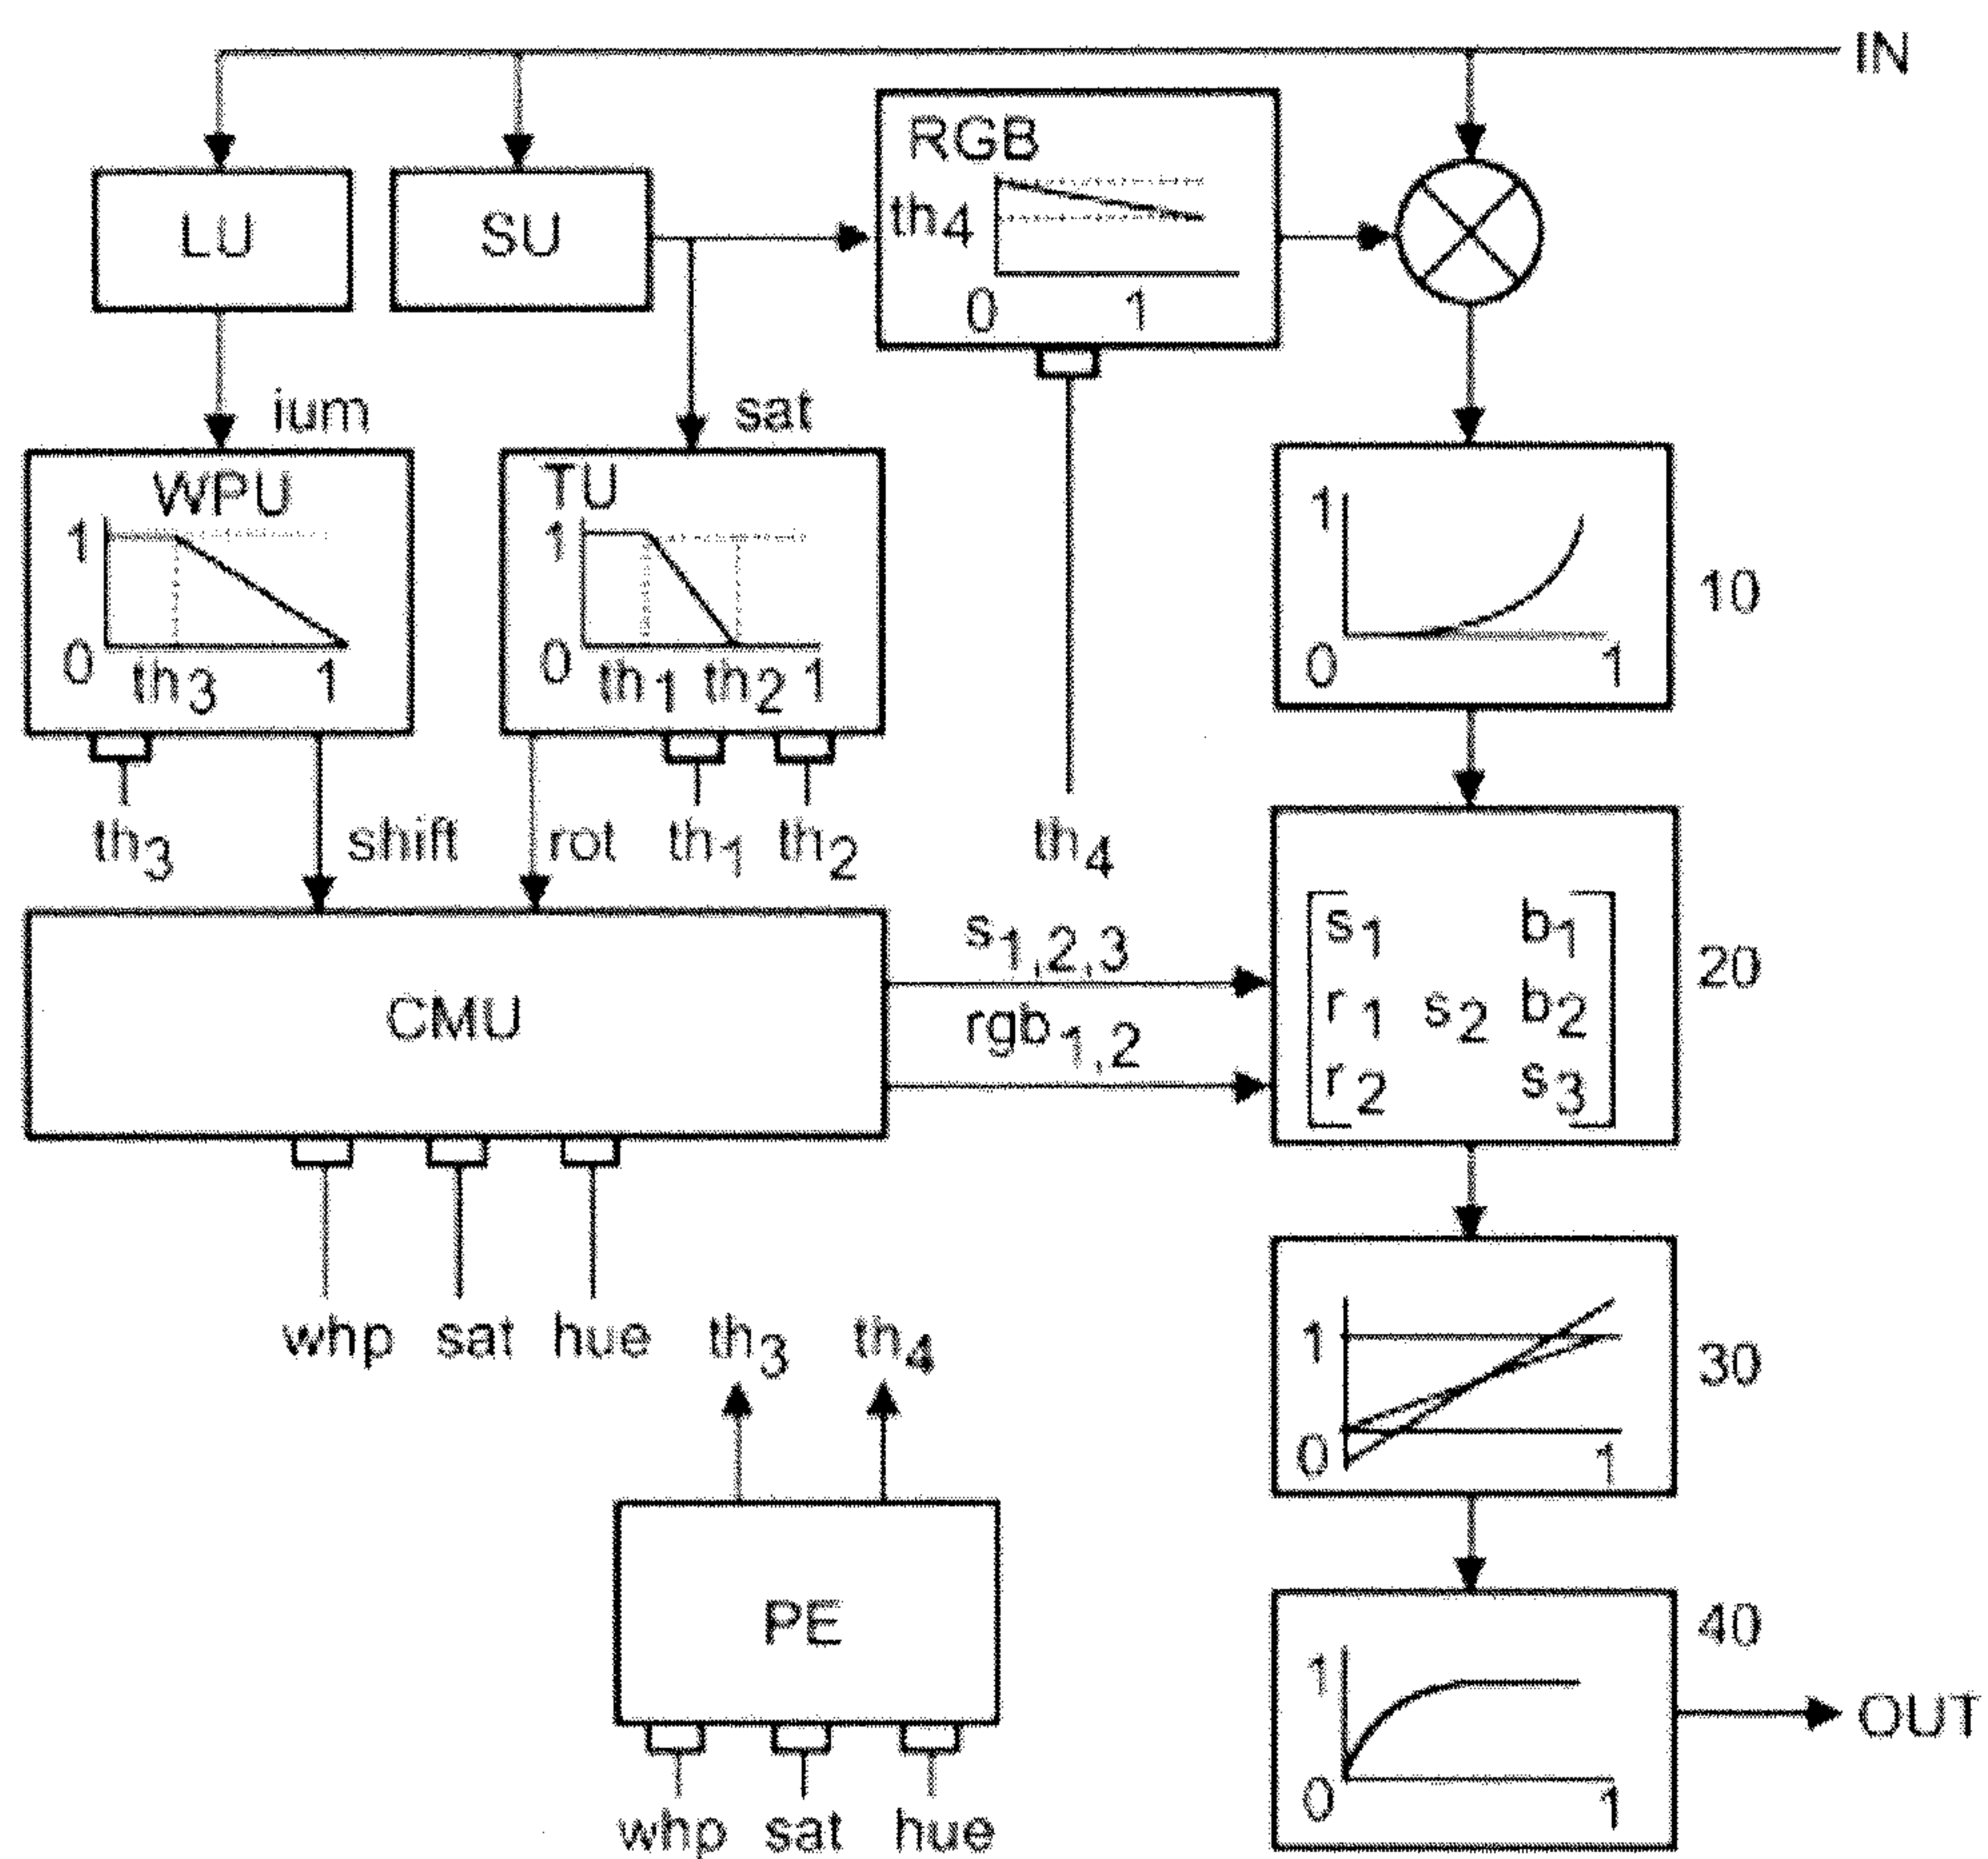 IN
RGB
LU
SU
th4
0 1
ium
sat
WPU
TU
1
1
1
10
0
th3
1
0
th1
th2
1
0
1
th3
shift
rot
th1
th2
th4
s1 b1
r1 s2 b2
r2 s3
20
s1,2,3
CMU
rgb1,2
whp
sat
hue
th3
th4
1
30
0
1
PE
40
1
OUT
0
1
whp
sat
hue